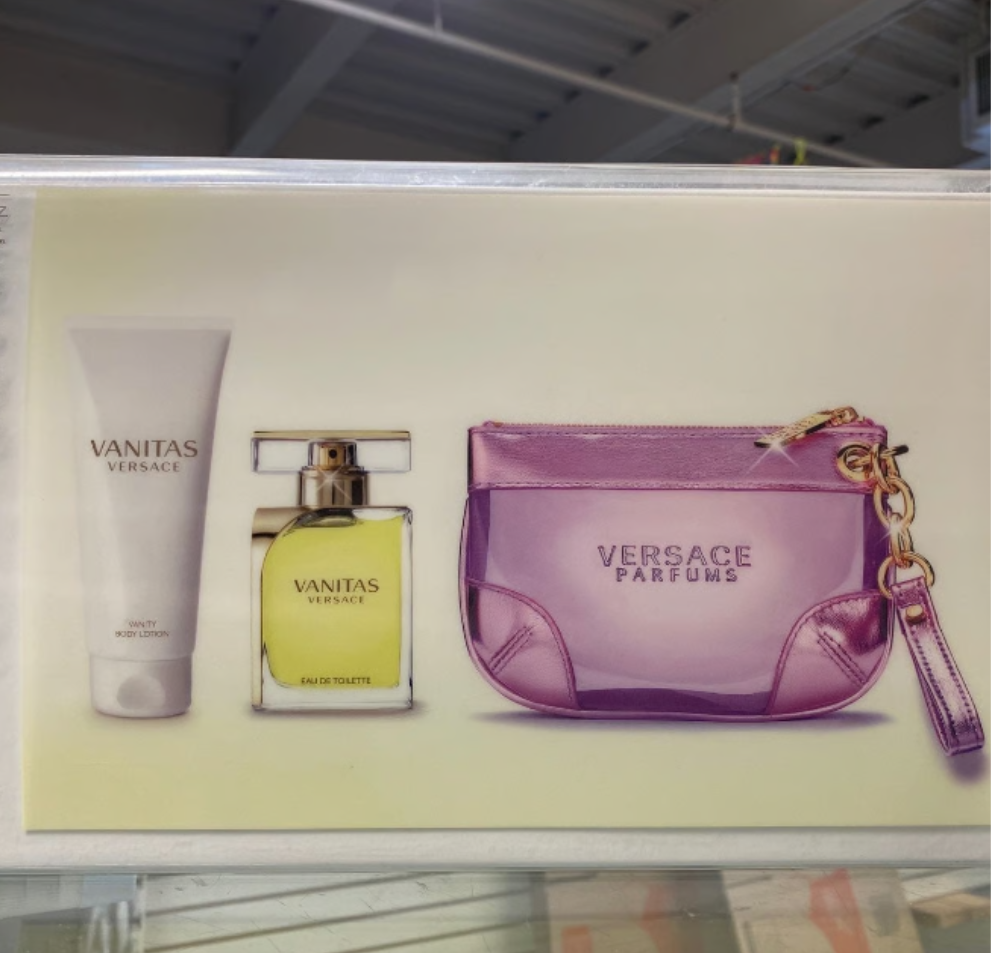 VANITAS
VERSACE
VANITY
BODY LOTION
VANITAS
VERSACE
EAU DE TOILETTE
VERSACE
PARFUMS